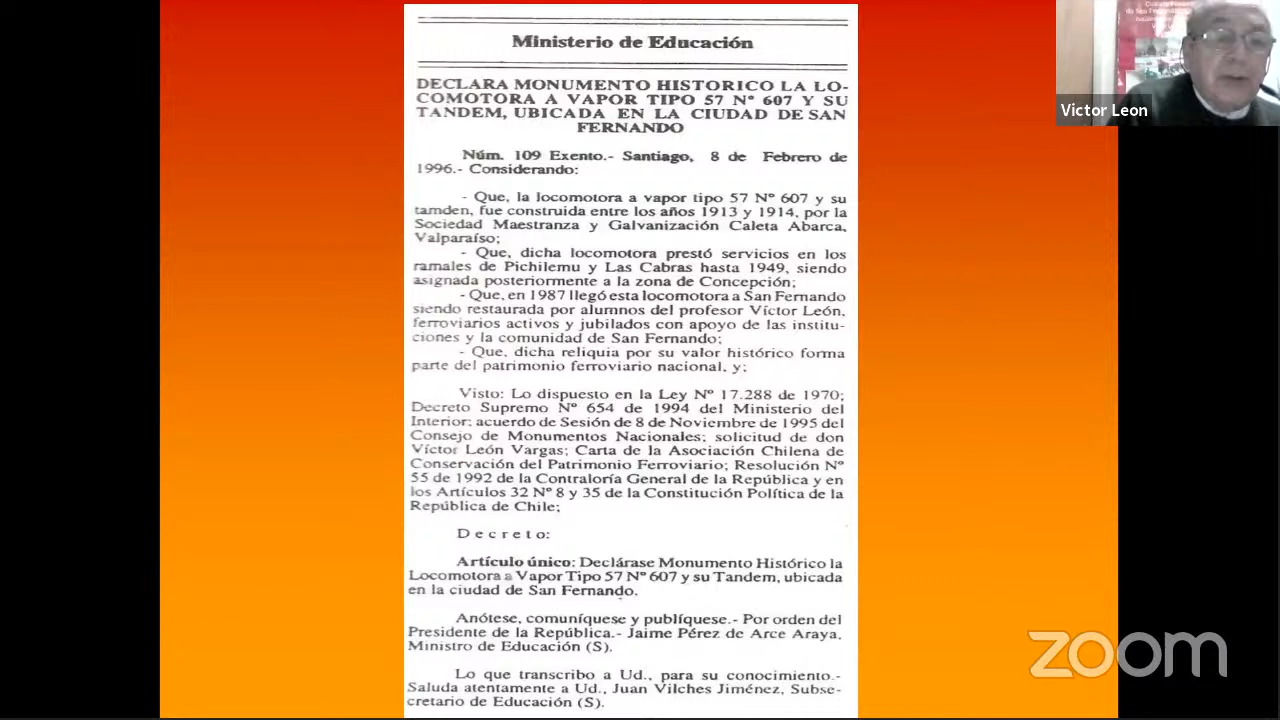 Ministerio de Educación
DECLARA MONUMENTO HISTORICO LA LO-
COMOTORA A VAPOR TIPO 57 Nº 607 Y SU
TANDEM, UBICADA EN LA CIUDAD DE SAN
FERNANDO
Núm. 109 Exento.- Santiago, 8 de Febrero de
1996.- Considerando:
- Que, la locomotora a vapor tipo 57 Nº 607 y su
tamden, fue construida entre los años 1913 y 1914, por la
Sociedad Maestranza y Galvanización Caleta Abarca,
Valparaíso;
- Que, dicha locomotora prestó servicios en los
ramales de Pichilemu y Las Cabras hasta 1949, siendo
asignada posteriormente a la zona de Concepción;
- Que, en 1987 llegó esta locomotora a San Fernando
siendo restaurada por alumnos del profesor Víctor León,
ferroviarios activos y jubilados con apoyo de las institu-
ciones y la comunidad de San Fernando;
- Que, dicha reliquia por su valor histórico forma
parte del patrimonio ferroviario nacional, y;
Visto: Lo dispuesto en la Ley Nº 17.288 de 1970;
Decreto Supremo Nº 654 de 1994 del Ministerio del
Interior; acuerdo de Sesión de 8 de Noviembre de 1995 del
Consejo de Monumentos Nacionales; solicitud de don
Víctor León Vargas; Carta de la Asociación Chilena de
Conservación del Patrimonio Ferroviario; Resolución Nº
55 de 1992 de la Contraloría General de la República y en
los Artículos 32 Nº 8 y 35 de la Constitución Política de la
República de Chile;
Decreto:
Artículo único: Declárase Monumento Histórico la
Locomotora a Vapor Tipo 57 Nº 607 y su Tandem, ubicada
en la ciudad de San Fernando.
Anótese, comuníquese y publíquese.- Por orden del
Presidente de la República.- Jaime Pérez de Arce Araya,
Ministro de Educación (S).
Lo que transcribo a Ud., para su conocimiento.-
Saluda atentamente a Ud., Juan Vilches Jiménez, Subse-
cretario de Educación (S).
Victor Leon
zoom